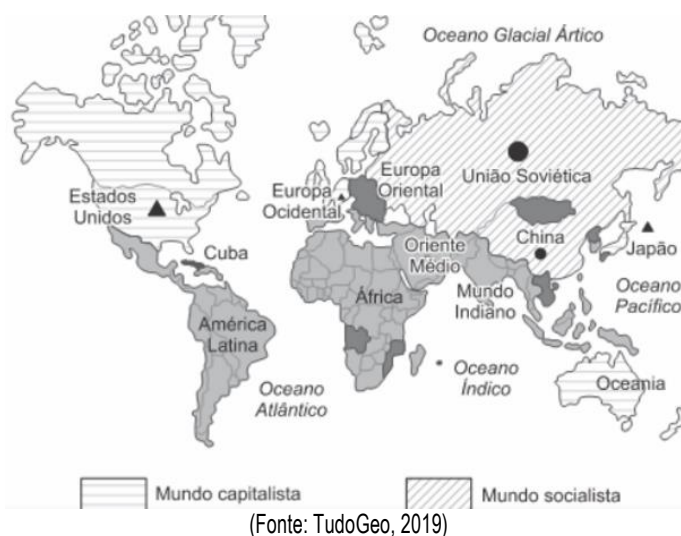 Oceano Glacial Ártico
Estados
Unidos
Europa
Ocidental
Europa
Oriental
União Soviética
Cuba
Oriente
Médio
China
Japão
África
Mundo
Indiano
Oceano
Pacífico
América
Latina
Oceano
Atlântico
Oceano
Índico
Oceania
Mundo capitalista
Mundo socialista
(Fonte: TudoGeo, 2019)